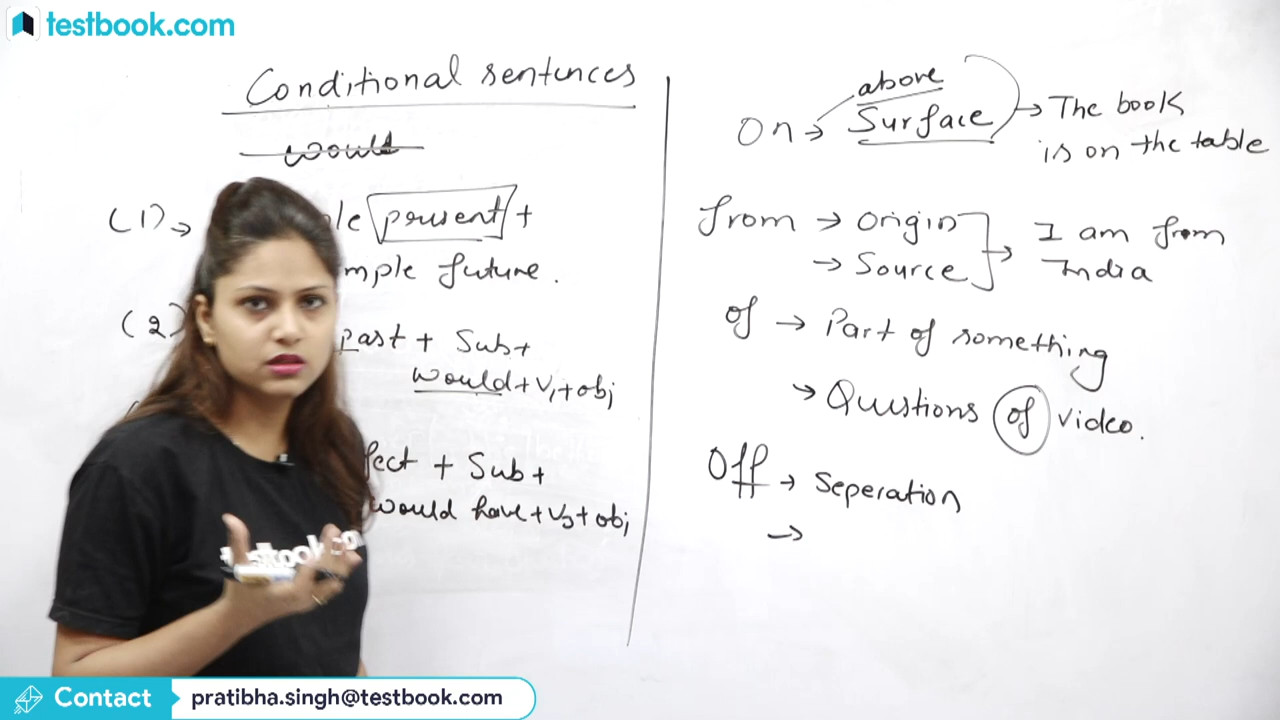 testbook.com
Conditional sentences
would
(1) → present +
future.
(2) past + Sub+
would + V1 + obj
fect + Sub +
would have + V3 + obj
above
On → Surface → The book
is on the table
from → Origin → I am from
→ Source India
of → Part of something
→ Questions of video.
Off → Seperation
→
Contact pratibha.singh@testbook.com